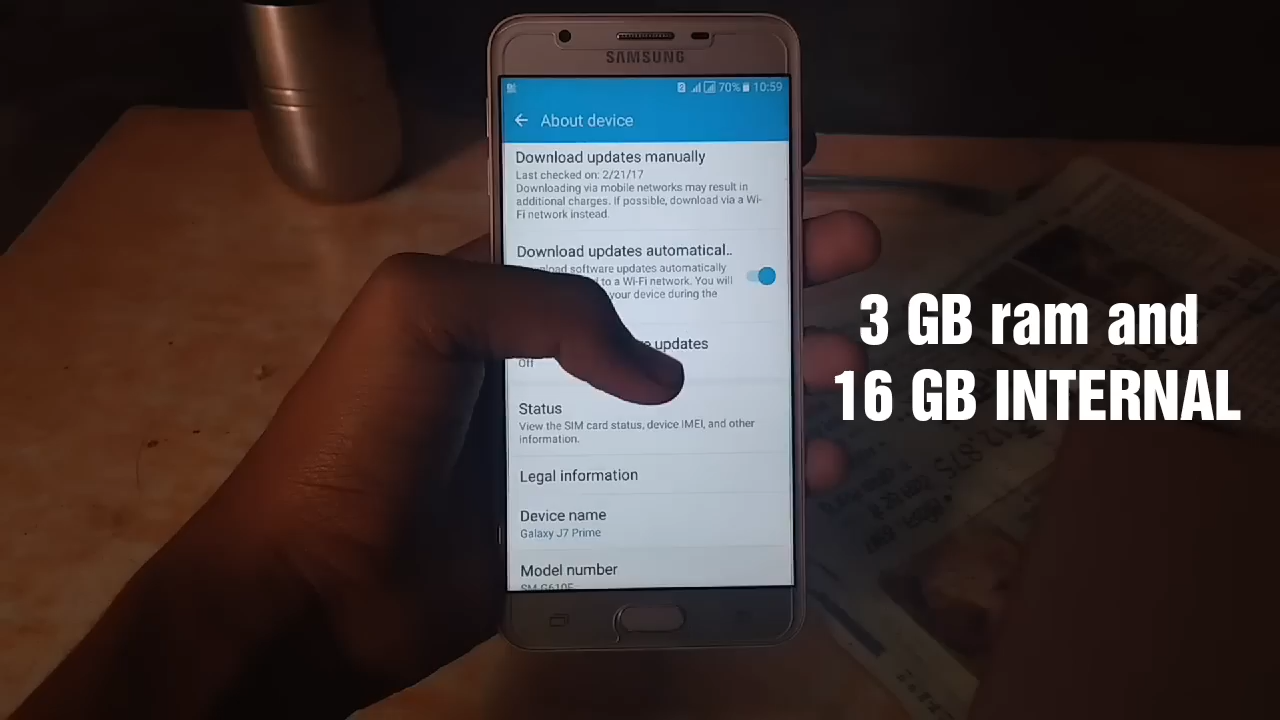 SAMSUNG
70% 10:59
About device
Download updates manually
Last checked on: 2/21/17
Downloading via mobile networks may result in
additional charges. If possible, download via a Wi-
Fi network instead.
Download updates automatical..
software updates automatically
to a Wi-Fi network. You will
your device during the
updates
Off
Status
View the SIM card status, device IMEI, and other
information.
Legal information
Device name
Galaxy J7 Prime
Model number
3 GB ram and
16 GB INTERNAL